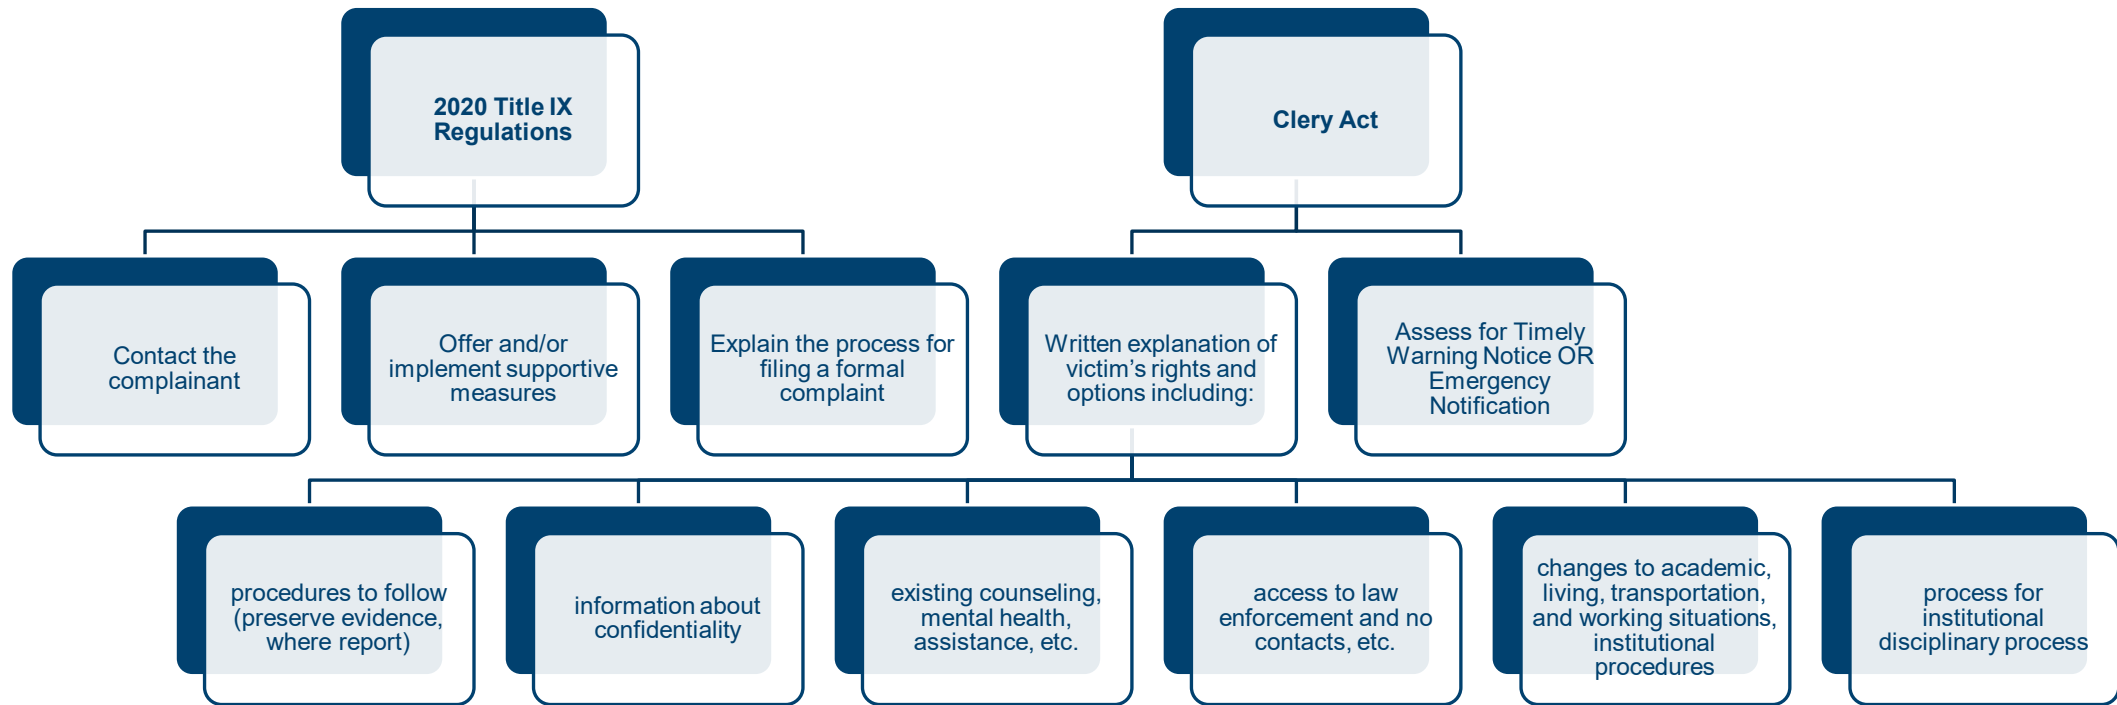 2020 Title IX
Regulations
Clery Act
Contact the
complainant
Offer and/or
implement supportive
measures
Explain the process for
filing a formal
complaint
Written explanation of
victim’s rights and
options including:
Assess for Timely
Warning Notice OR
Emergency
Notification
procedures to follow
(preserve evidence,
where report)
information about
confidentiality
existing counseling,
mental health,
assistance, etc.
access to law
enforcement and no
contacts, etc.
changes to academic,
living, transportation,
and working situations,
institutional
procedures
process for
institutional
disciplinary process